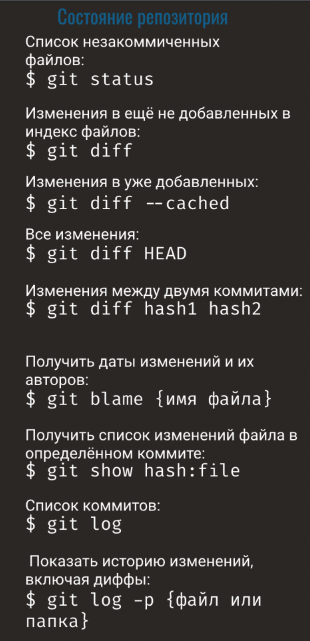 Состояние репозитория
Список незакоммиченных
файлов:
$ git status
Изменения в ещё не добавленных в
индекс файлов:
$ git diff
Изменения в уже добавленных:
$ git diff --cached
Все изменения:
$ git diff HEAD
Изменения между двумя коммитами:
$ git diff hash1 hash2
Получить даты изменений и их
авторов:
$ git blame {имя файла}
Получить список изменений файла в
определённом коммите:
$ git show hash:file
Список коммитов:
$ git log
Показать историю изменений,
включая диффы:
$ git log -p {файл или
папка}